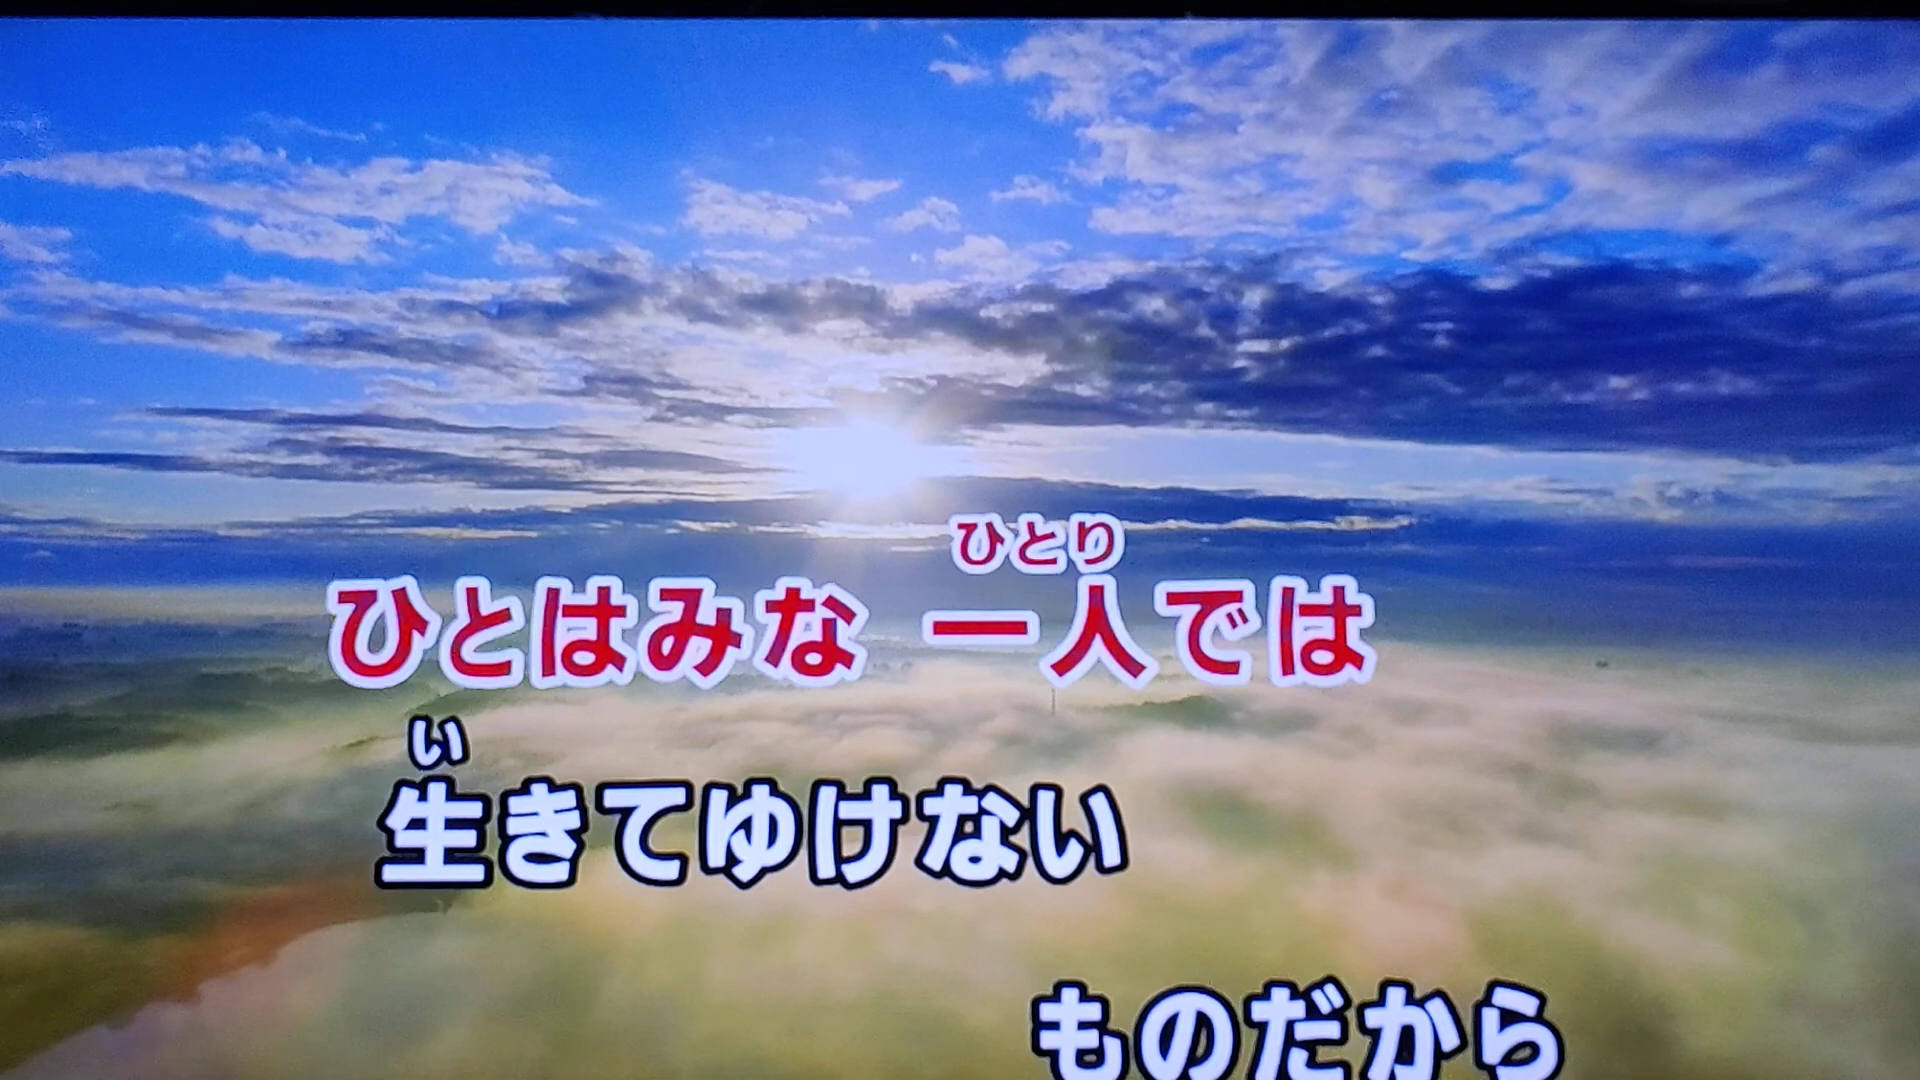 ひとり
ひとはみな 一人では
い
生きてゆけない
ものだから